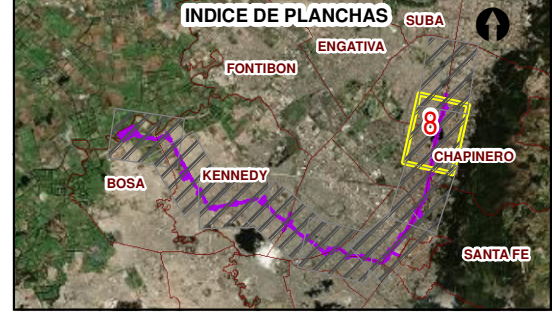 INDICE DE PLANCHAS
SUBA
ENGATIVA
FONTIBON
8
CHAPINERO
BOSA
KENNEDY
SANTA FE